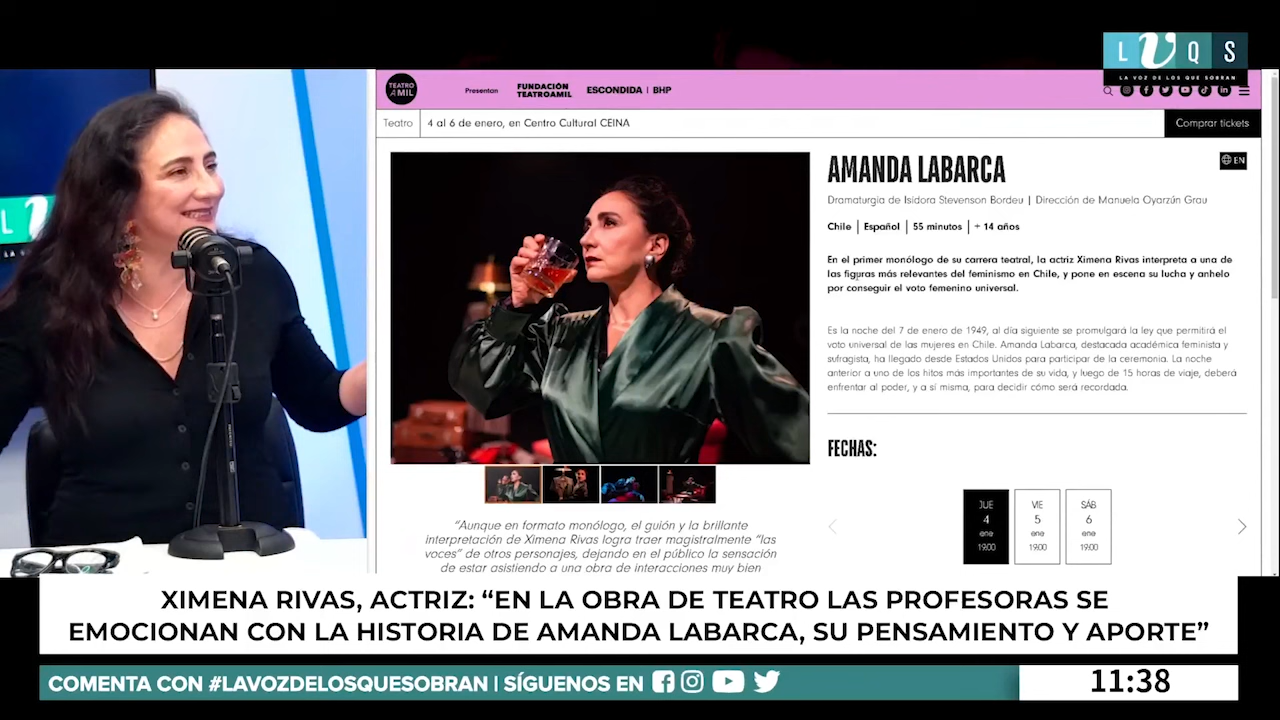 L V Q S
LA VOZ DE LOS QUE SOBRAN
TEATRO
A MIL
Presentan
FUNDACIÓN
TEATROAMIL
ESCONDIDA | BHP
Teatro
4 al 6 de enero, en Centro Cultural CEINA
Comprar tickets
AMANDA LABARCA
EN
Dramaturgia de Isidora Stevenson Bordeu | Dirección de Manuela Oyarzún Grau
Chile | Español | 55 minutos | + 14 años
En el primer monólogo de su carrera teatral, la actriz Ximena Rivas interpreta a una de
las figuras más relevantes del feminismo en Chile, y pone en escena su lucha y anhelo
por conseguir el voto femenino universal.
Es la noche del 7 de enero de 1949, al día siguiente se promulgará la ley que permitirá el
voto universal de las mujeres en Chile. Amanda Labarca, destacada académica feminista y
sufragista, ha llegado desde Estados Unidos para participar de la ceremonia. La noche
anterior a uno de los hitos más importantes de su vida, y luego de 15 horas de viaje, deberá
enfrentar al poder, y a sí misma, para decidir cómo será recordada.
FECHAS:
JUE
4
ene
19:00
VIE
5
ene
19:00
SÁB
6
ene
19:00
“Aunque en formato monólogo, el guión y la brillante
interpretación de Ximena Rivas logra traer magistralmente “las
voces” de otros personajes, dejando en el público la sensación
de estar asistiendo a una obra de interacciones muy bien
XIMENA RIVAS, ACTRIZ: “EN LA OBRA DE TEATRO LAS PROFESORAS SE
EMOCIONAN CON LA HISTORIA DE AMANDA LABARCA, SU PENSAMIENTO Y APORTE”
COMENTA CON #LAVOZDELOSQUESOBRAN | SÍGUENOS EN
11:38